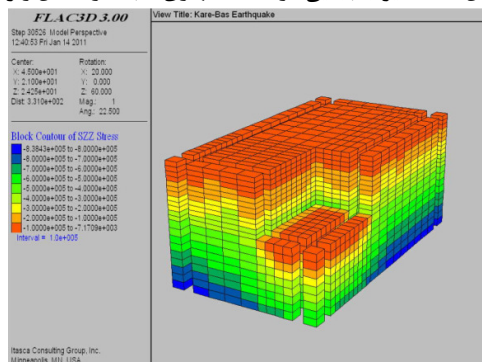 FLAC3D 3.00
Step 30526 Model Perspective
12:40:53 Fri Jan 14 2011
Center:
X: 4.500e+001
Y: 2.100e+001
Z: 2.425e+001
Dist: 3.310e+002
Rotation:
X: 20.000
Y: 0.000
Z: 60.000
Mag.: 1
Ang.: 22.500
Block Contour of SZZ Stress
-8.3843e+005 to -8.0000e+005
-8.0000e+005 to -7.0000e+005
-7.0000e+005 to -6.0000e+005
-6.0000e+005 to -5.0000e+005
-5.0000e+005 to -4.0000e+005
-4.0000e+005 to -3.0000e+005
-3.0000e+005 to -2.0000e+005
-2.0000e+005 to -1.0000e+005
-1.0000e+005 to -7.1709e+003
Interval = 1.0e+005
Itasca Consulting Group, Inc.
Minneapolis, MN USA
View Title: Kare-Bas Earthquake